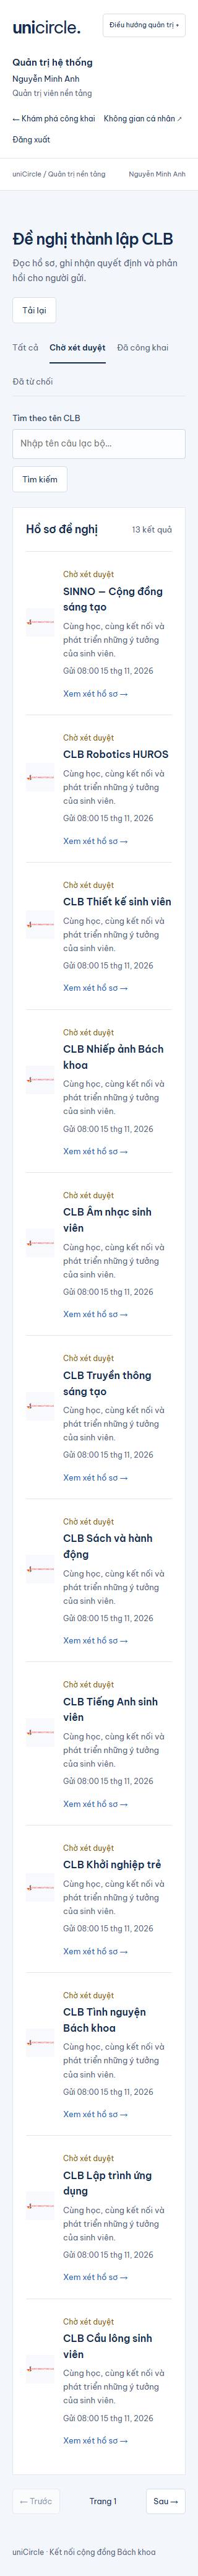 unicircle.
Điều hướng quản trị +
Quản trị hệ thống
Nguyễn Minh Anh
Quản trị viên nền tảng
← Khám phá cộng khai Không gian cá nhân ↗
Đăng xuất
uniCircle / Quản trị nền tảng Nguyễn Minh Anh
Đề nghị thành lập CLB
Đọc hồ sơ, ghi nhận quyết định và phản
hồi cho người gửi.
Tải lại
Tất cả Chờ xét duyệt Đã công khai
Đã từ chối
Tìm theo tên CLB
Nhập tên câu lạc bộ...
Tìm kiếm
Hồ sơ đề nghị 13 kết quả
Chờ xét duyệt
SINNO — Cộng đồng
sáng tạo
Cùng học, cùng kết nối và
phát triển những ý tưởng
của sinh viên.
Gửi 08:00 15 thg 11, 2026
Xem xét hồ sơ →
Chờ xét duyệt
CLB Robotics HUROS
Cùng học, cùng kết nối và
phát triển những ý tưởng
của sinh viên.
Gửi 08:00 15 thg 11, 2026
Xem xét hồ sơ →
Chờ xét duyệt
CLB Thiết kế sinh viên
Cùng học, cùng kết nối và
phát triển những ý tưởng
của sinh viên.
Gửi 08:00 15 thg 11, 2026
Xem xét hồ sơ →
Chờ xét duyệt
CLB Nhiếp ảnh Bách
khoa
Cùng học, cùng kết nối và
phát triển những ý tưởng
của sinh viên.
Gửi 08:00 15 thg 11, 2026
Xem xét hồ sơ →
Chờ xét duyệt
CLB Âm nhạc sinh
viên
Cùng học, cùng kết nối và
phát triển những ý tưởng
của sinh viên.
Gửi 08:00 15 thg 11, 2026
Xem xét hồ sơ →
Chờ xét duyệt
CLB Truyền thông
sáng tạo
Cùng học, cùng kết nối và
phát triển những ý tưởng
của sinh viên.
Gửi 08:00 15 thg 11, 2026
Xem xét hồ sơ →
Chờ xét duyệt
CLB Sách và hành
động
Cùng học, cùng kết nối và
phát triển những ý tưởng
của sinh viên.
Gửi 08:00 15 thg 11, 2026
Xem xét hồ sơ →
Chờ xét duyệt
CLB Tiếng Anh sinh
viên
Cùng học, cùng kết nối và
phát triển những ý tưởng
của sinh viên.
Gửi 08:00 15 thg 11, 2026
Xem xét hồ sơ →
Chờ xét duyệt
CLB Khởi nghiệp trẻ
Cùng học, cùng kết nối và
phát triển những ý tưởng
của sinh viên.
Gửi 08:00 15 thg 11, 2026
Xem xét hồ sơ →
Chờ xét duyệt
CLB Tình nguyện
Bách khoa
Cùng học, cùng kết nối và
phát triển những ý tưởng
của sinh viên.
Gửi 08:00 15 thg 11, 2026
Xem xét hồ sơ →
Chờ xét duyệt
CLB Lập trình ứng
dụng
Cùng học, cùng kết nối và
phát triển những ý tưởng
của sinh viên.
Gửi 08:00 15 thg 11, 2026
Xem xét hồ sơ →
Chờ xét duyệt
CLB Cầu lông sinh
viên
Cùng học, cùng kết nối và
phát triển những ý tưởng
của sinh viên.
Gửi 08:00 15 thg 11, 2026
Xem xét hồ sơ →
← Trước Trang 1 Sau →
uniCircle · Kết nối cộng đồng Bách khoa